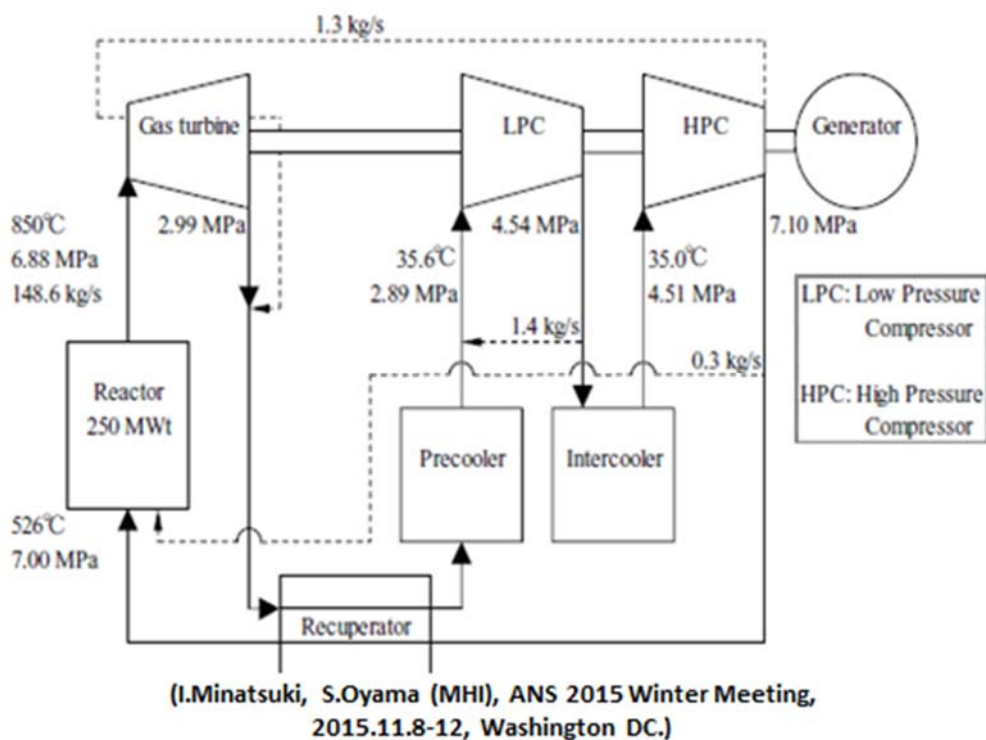 1.3 kg/s
Gas turbine
LPC
HPC
Generator
850℃
6.88 MPa
148.6 kg/s
2.99 MPa
4.54 MPa
7.10 MPa
35.6℃
2.89 MPa
35.0℃
4.51 MPa
LPC: Low Pressure
Compressor
HPC: High Pressure
Compressor
1.4 kg/s
0.3 kg/s
Reactor
250 MWt
Precooler
Intercooler
526℃
7.00 MPa
Recuperator
(I.Minatsuki, S.Oyama (MHI), ANS 2015 Winter Meeting,
2015.11.8-12, Washington DC.)